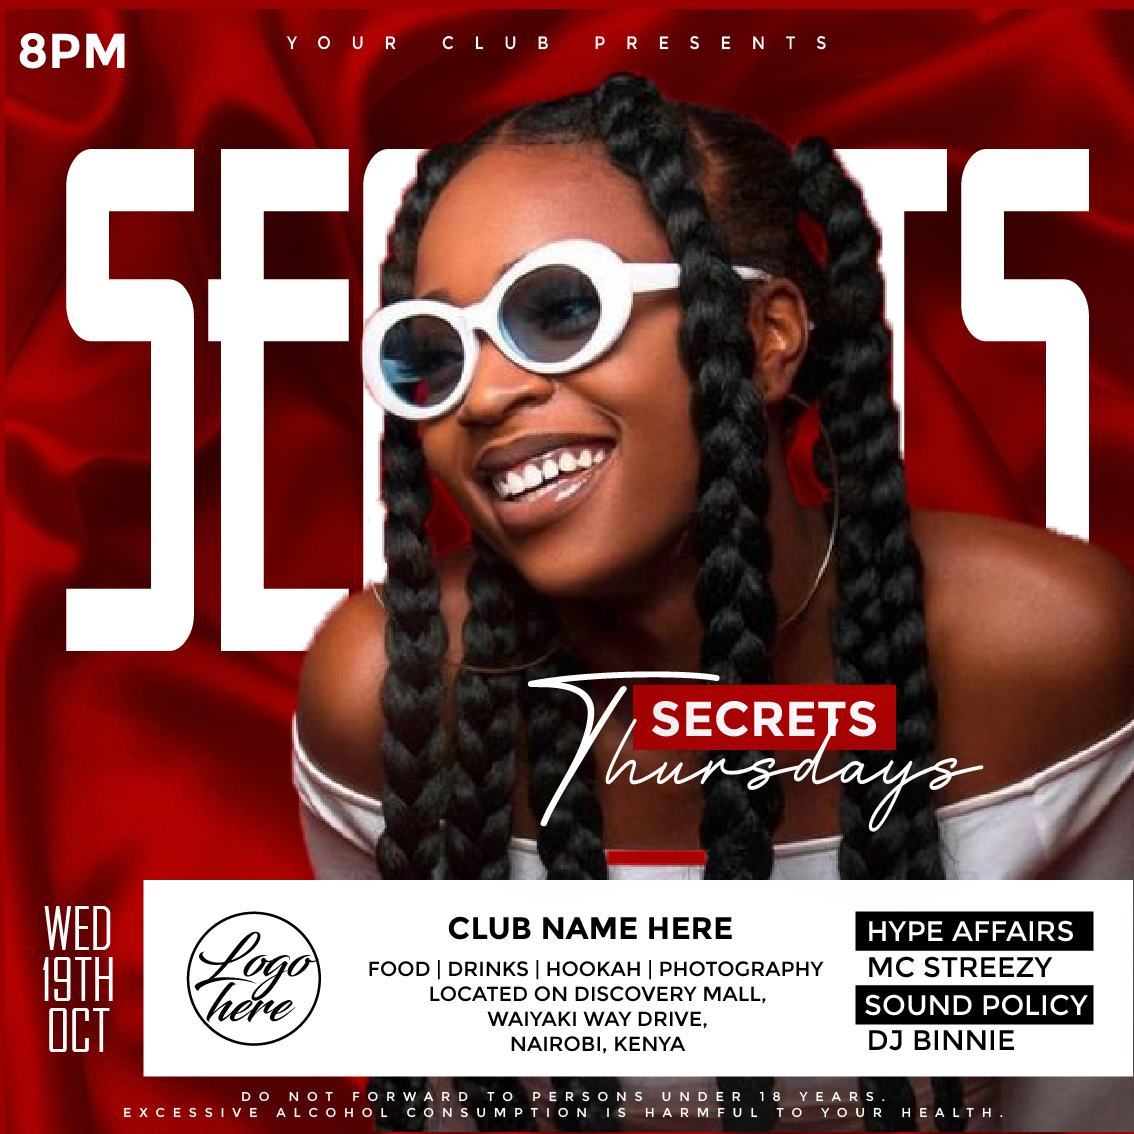 8PM
YOUR CLUB PRESENTS
SECRETS
Thursdays
WED
19TH
OCT
Logo
here
CLUB NAME HERE
FOOD | DRINKS | HOOKAH | PHOTOGRAPHY
LOCATED ON DISCOVERY MALL,
WAIYAKI WAY DRIVE,
NAIROBI, KENYA
HYPE AFFAIRS
MC STREEZY
SOUND POLICY
DJ BINNIE
DO NOT FORWARD TO PERSONS UNDER 18 YEARS.
EXCESSIVE ALCOHOL CONSUMPTION IS HARMFUL TO YOUR HEALTH.